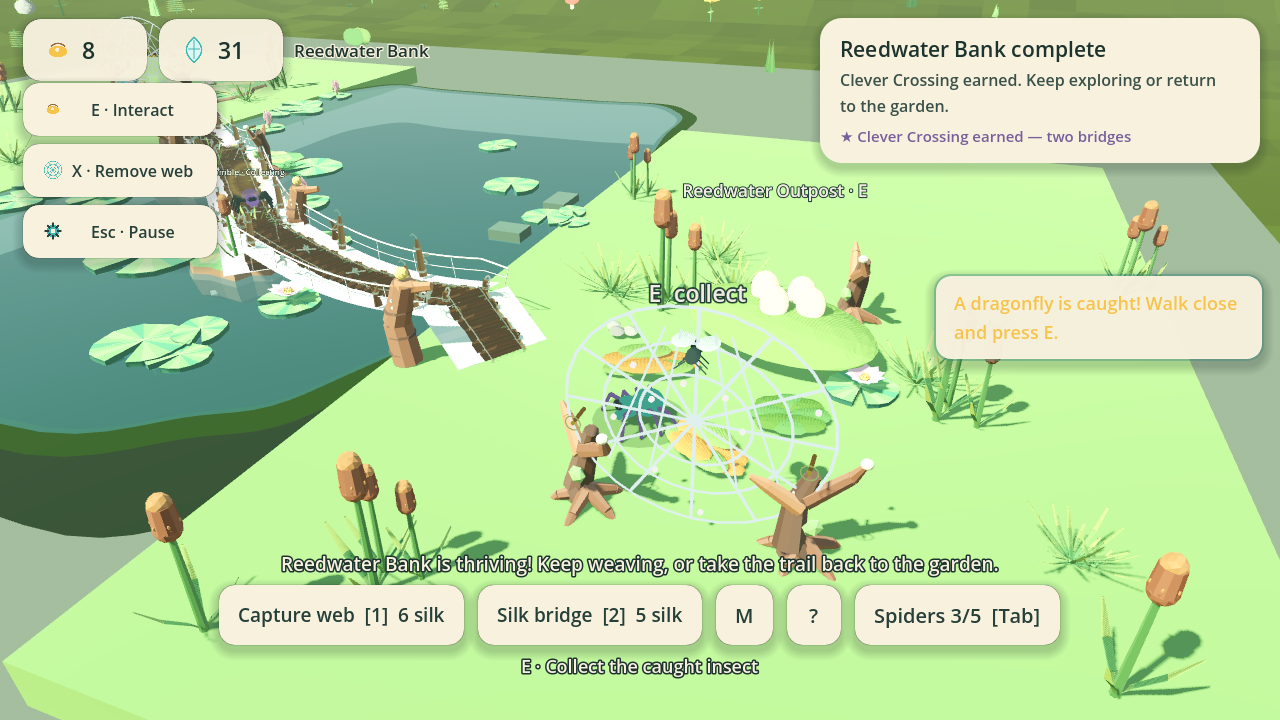 8
31
Reedwater Bank
E · Interact
X · Remove web
Esc · Pause
Reedwater Bank complete
Clever Crossing earned. Keep exploring or return
to the garden.
★ Clever Crossing earned — two bridges
Reedwater Outpost · E
A dragonfly is caught! Walk close
and press E.
E collect
Reedwater Bank is thriving! Keep weaving, or take the trail back to the garden.
Capture web [1] 6 silk
Silk bridge [2] 5 silk
M
?
Spiders 3/5 [Tab]
E · Collect the caught insect